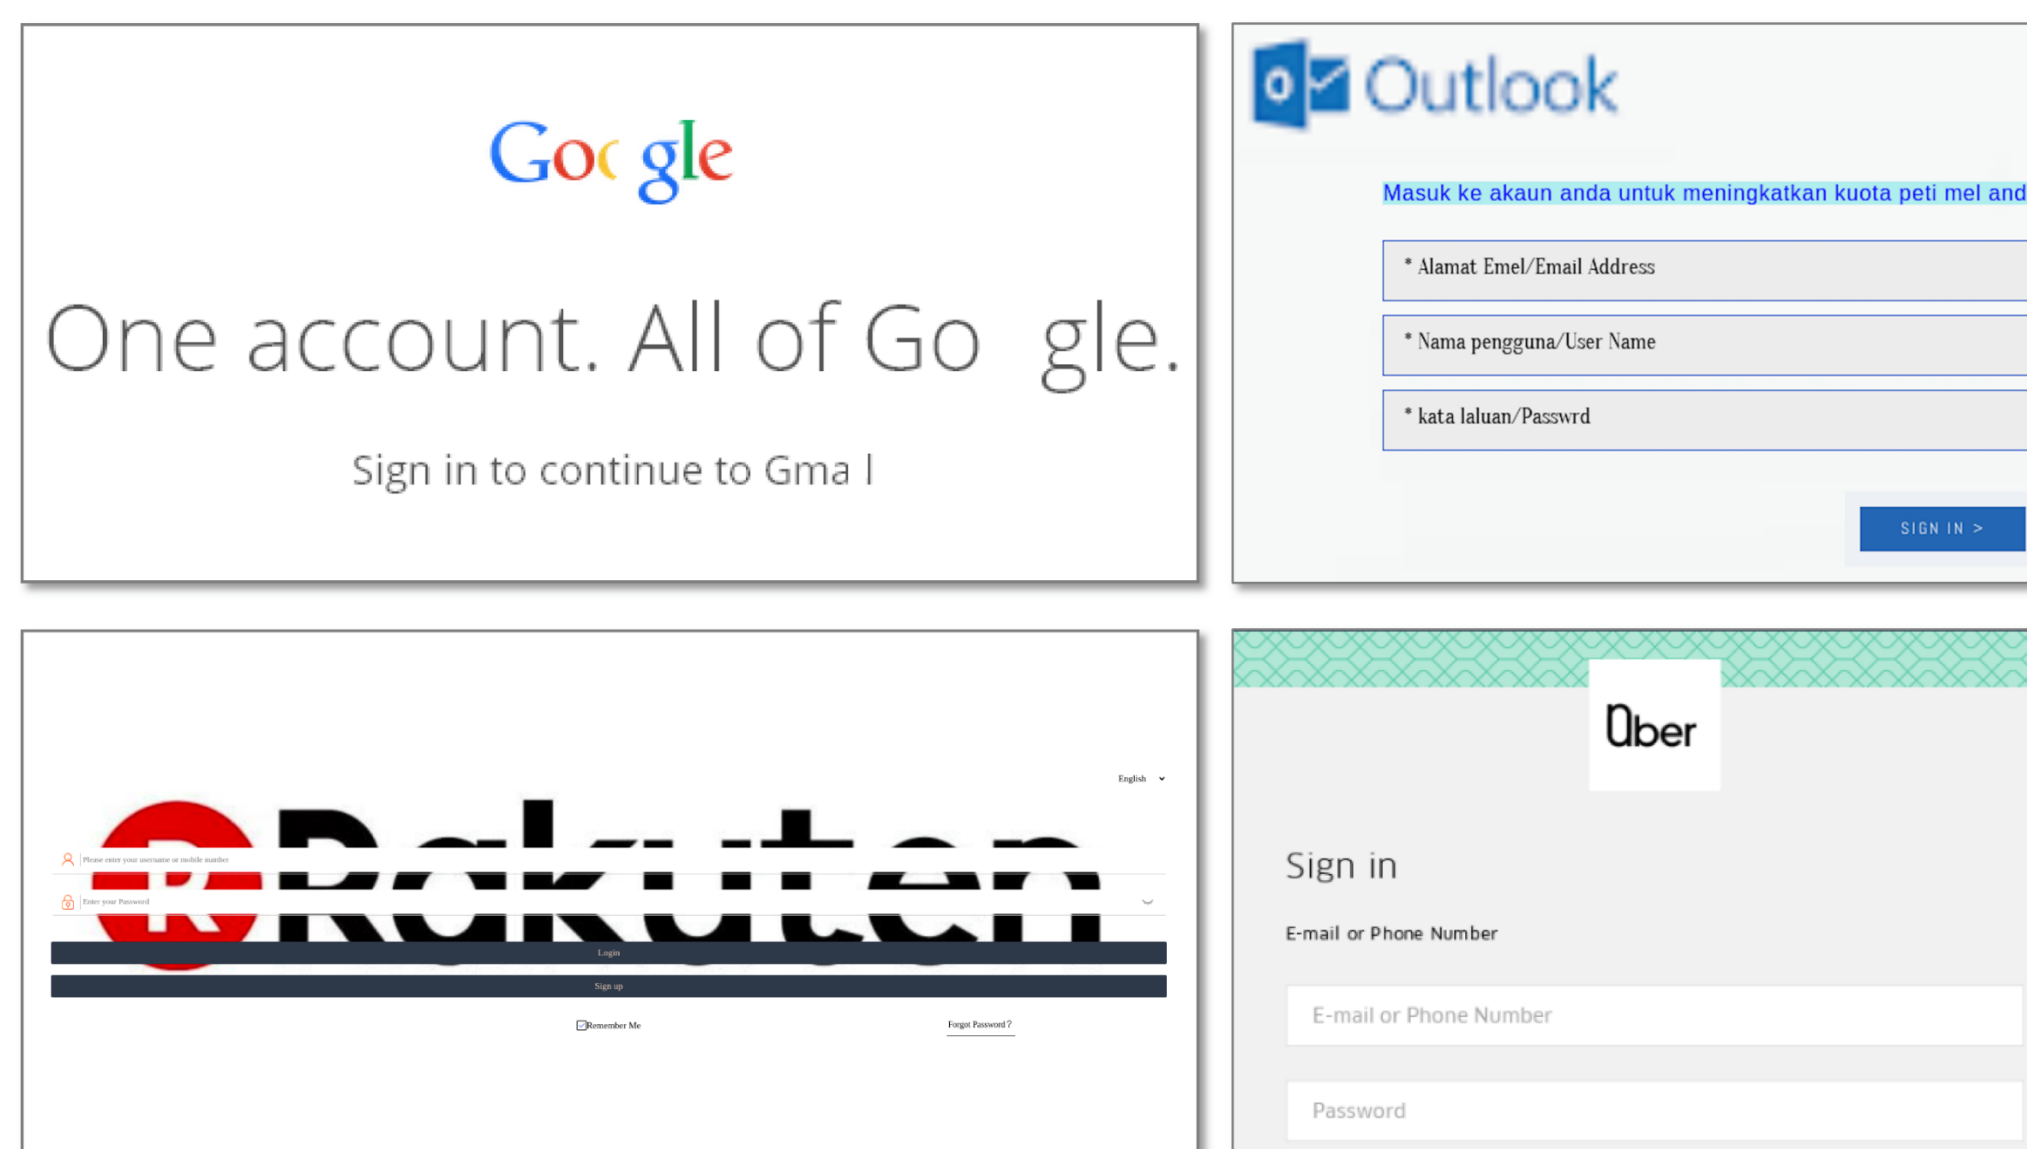 Goo gle
One account. All of Go gle.
Sign in to continue to Gma l
Outlook
Masuk ke akaun anda untuk meningkatkan kuota peti mel and
* Alamat Emel/Email Address
* Nama pengguna/User Name
* kata laluan/Passwrd
SIGN IN >
English
Rakuten
Please enter your username or mobile number
Enter your Password
Login
Sign up
Remember Me
Forgot Password ?
Uber
Sign in
E-mail or Phone Number
E-mail or Phone Number
Password